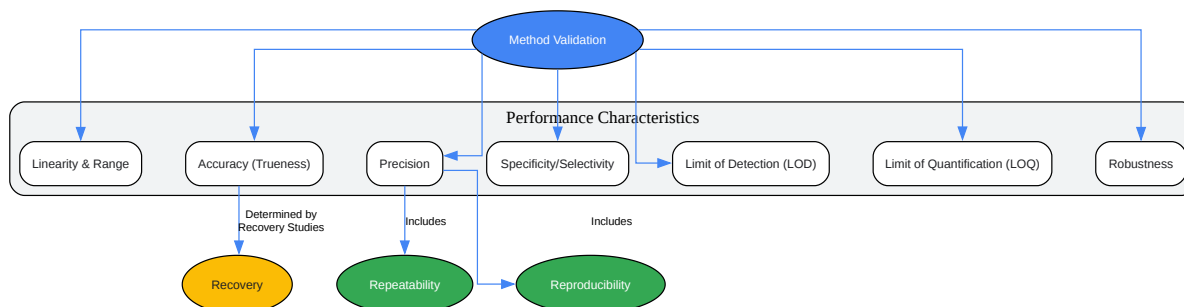 Method Validation
Performance Characteristics
Linearity & Range
Accuracy (Trueness)
Precision
Specificity/Selectivity
Limit of Detection (LOD)
Limit of Quantification (LOQ)
Robustness
Determined by
Recovery Studies
Includes
Includes
Recovery
Repeatability
Reproducibility